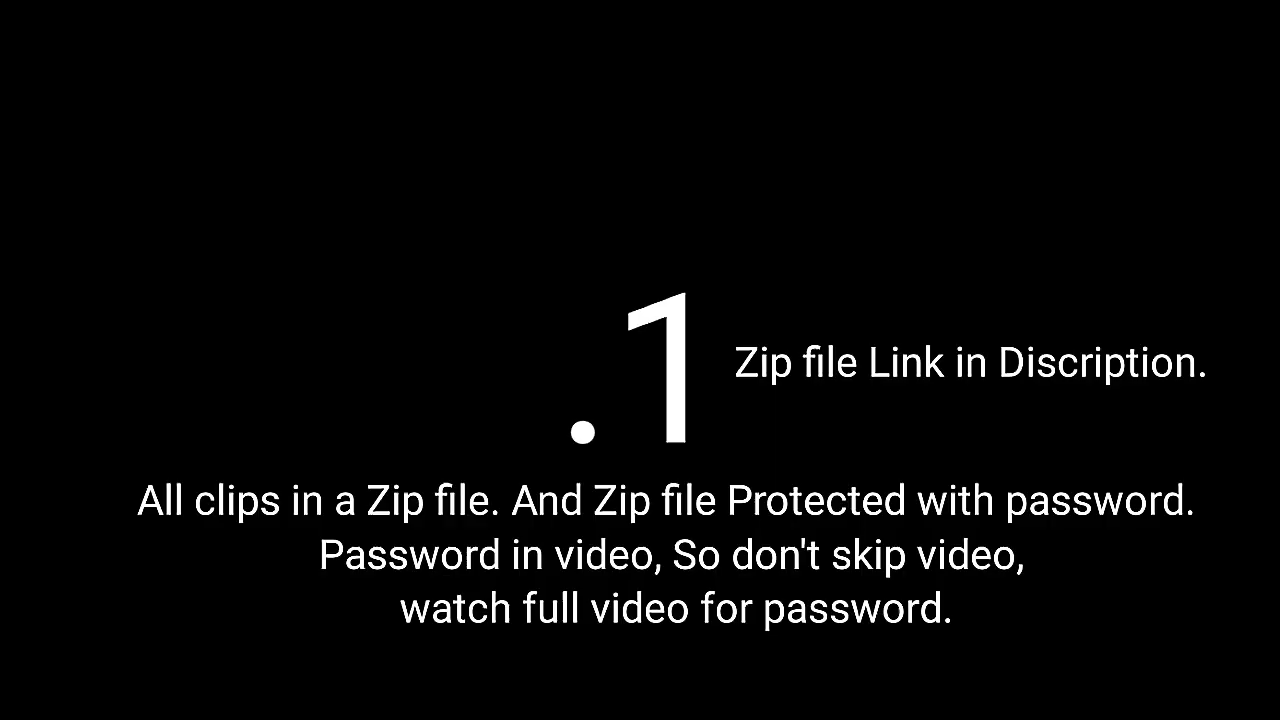 .1
Zip file Link in Discription.
All clips in a Zip file. And Zip file Protected with password.
Password in video, So don't skip video,
watch full video for password.